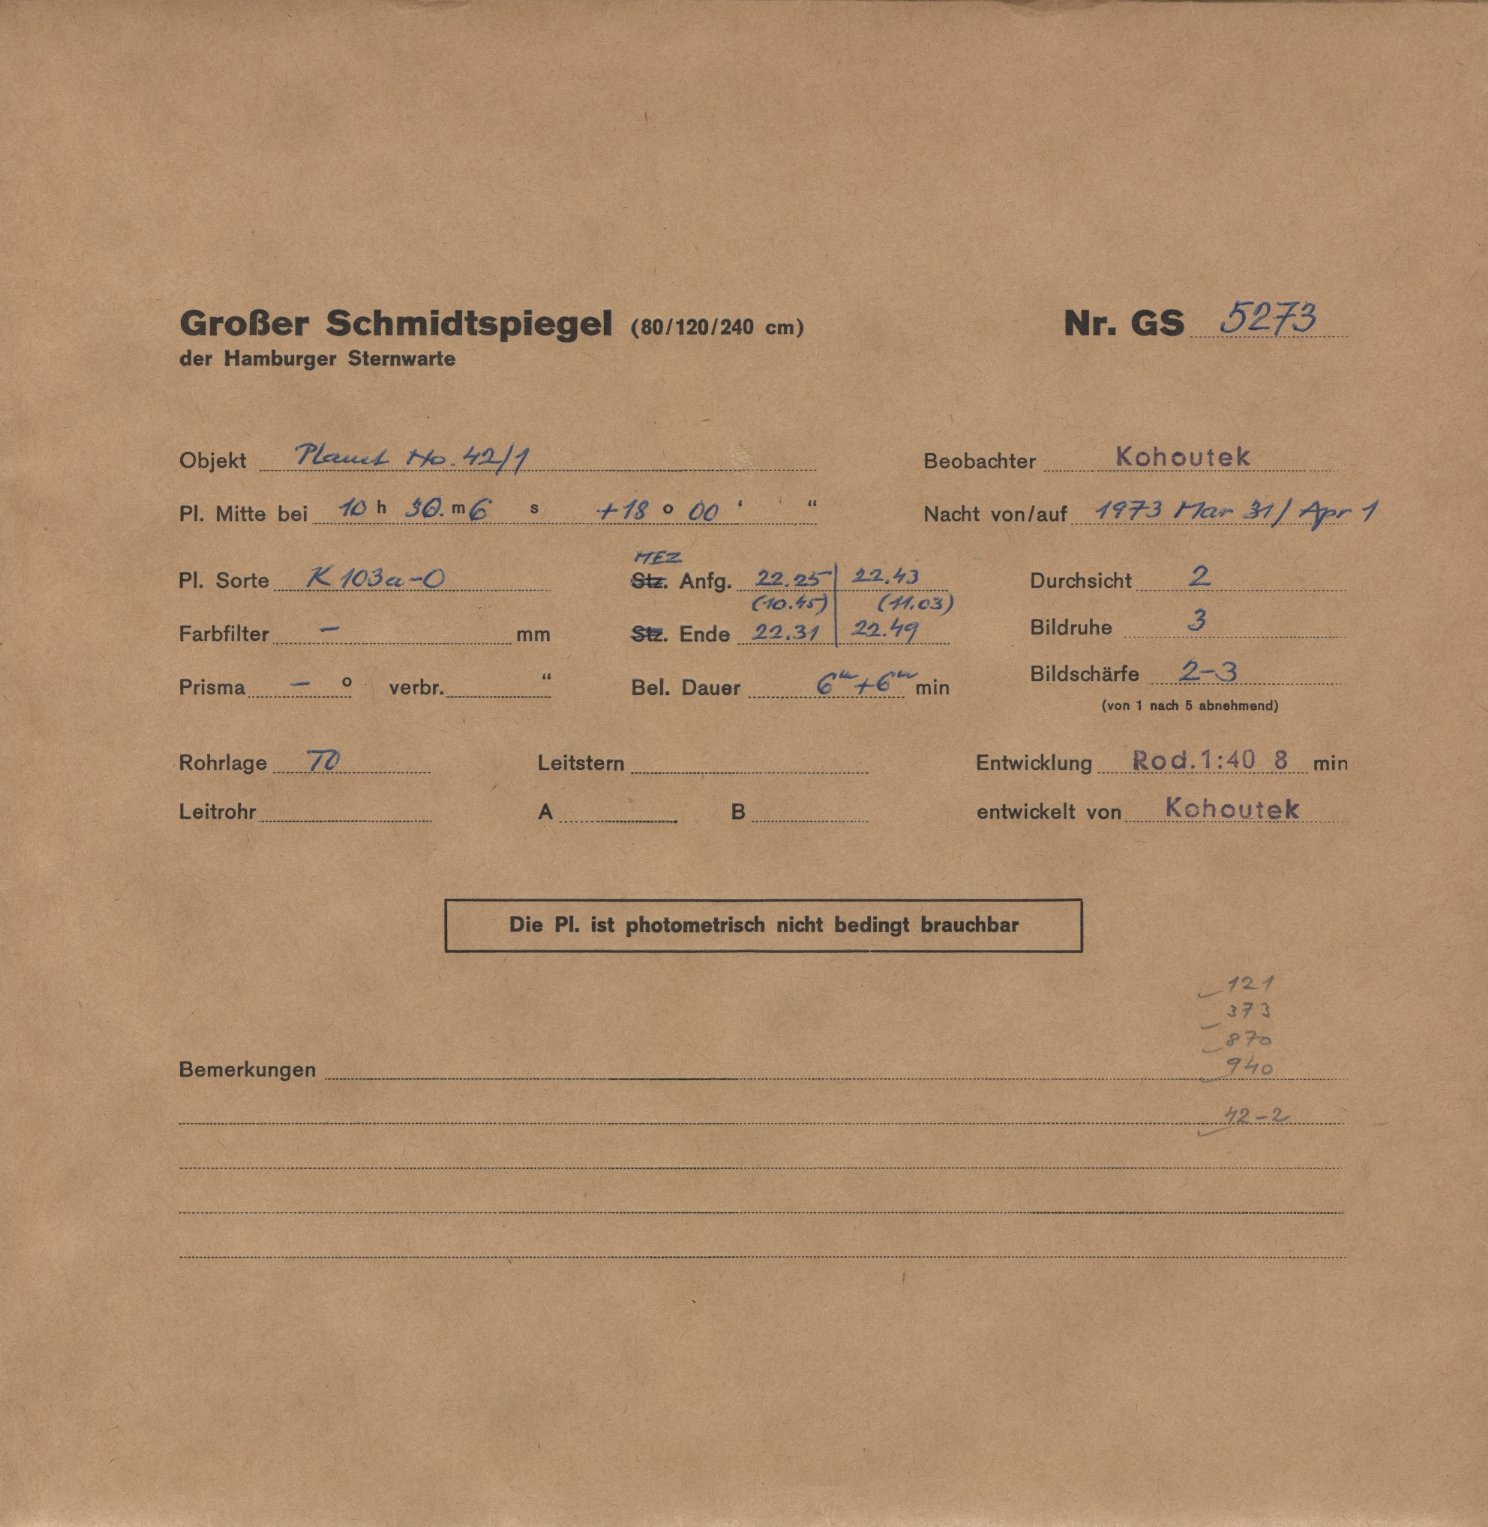 Großer Schmidtspiegel (80/120/240 cm) Nr. GS 5273
der Hamburger Sternwarte
Objekt Planet No. 42/1 Beobachter Kohoutek
Pl. Mitte bei 10 h 30. m 6 s +18 o 00 ‘ “ Nacht von/auf 1973 Mar 31/ Apr 1
MEZ
Pl. Sorte K 103a-O Stz. Anfg. 22.25 | 22.43 Durchsicht 2
(10.45) (11.03)
Farbfilter – mm Stz. Ende 22.31 22.49 Bildruhe 3
Prisma – o verbr. “ Bel. Dauer 6m+6m min Bildschärfe 2-3
(von 1 nach 5 abnehmend)
Rohrlage TO Leitstern Entwicklung Rod.1:40 8 min
Leitrohr A B entwickelt von Kohoutek
Die Pl. ist photometrisch nicht bedingt brauchbar
121
373
870
Bemerkungen 940
42-2